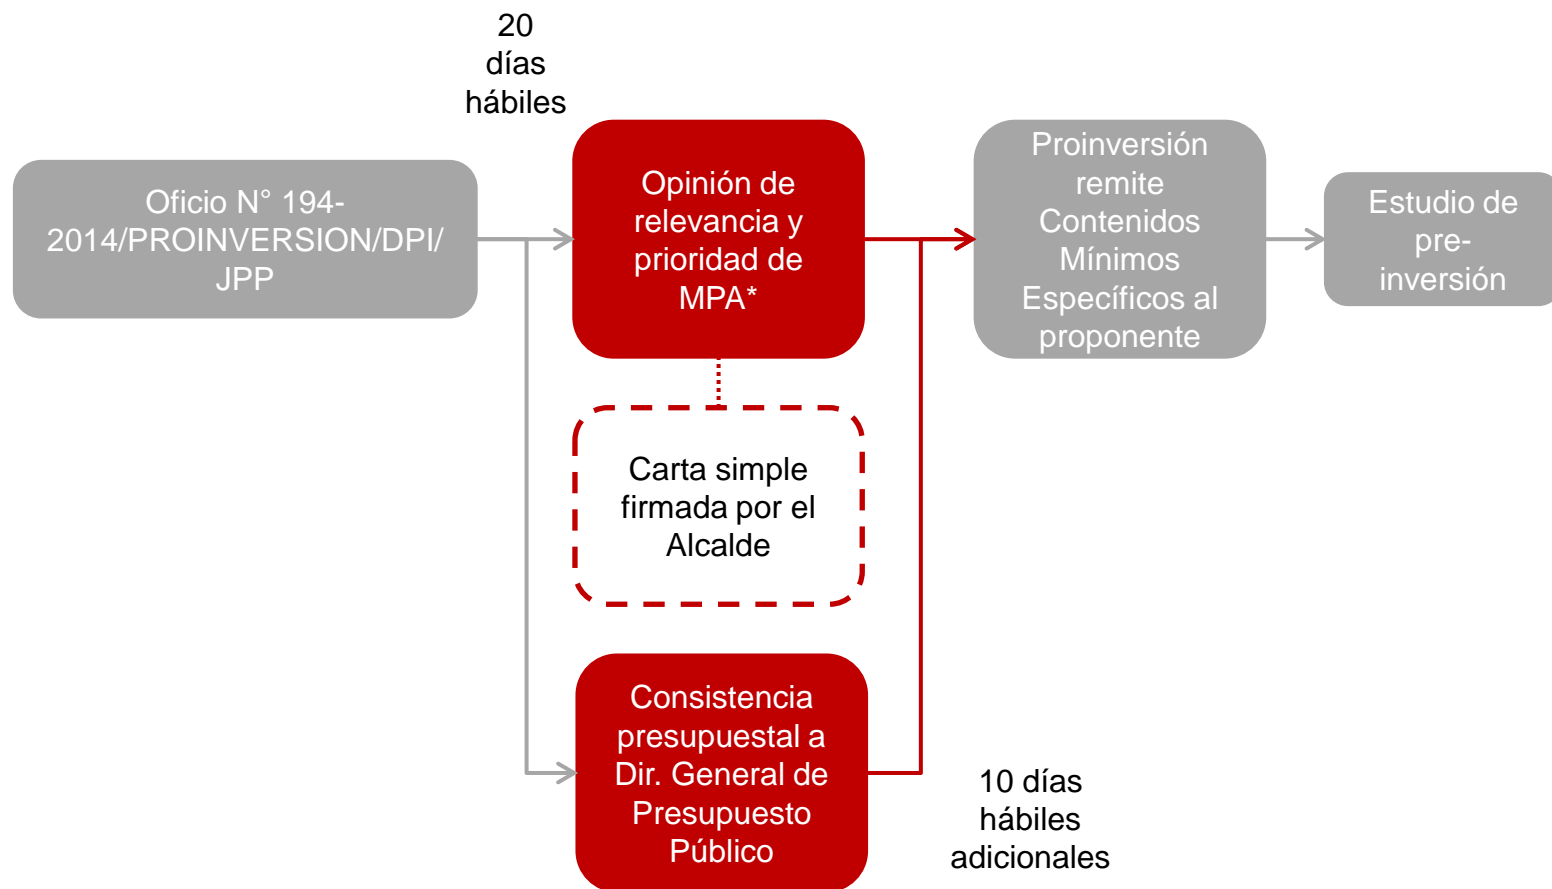 20
días
hábiles
Oficio N° 194-
2014/PROINVERSION/DPI/
JPP
Opinión de
relevancia y
prioridad de
MPA*
Proinversión
remite
Contenidos
Mínimos
Específicos al
proponente
Estudio de
pre-
inversión
Carta simple
firmada por el
Alcalde
Consistencia
presupuestal a
Dir. General de
Presupuesto
Público
10 días
hábiles
adicionales